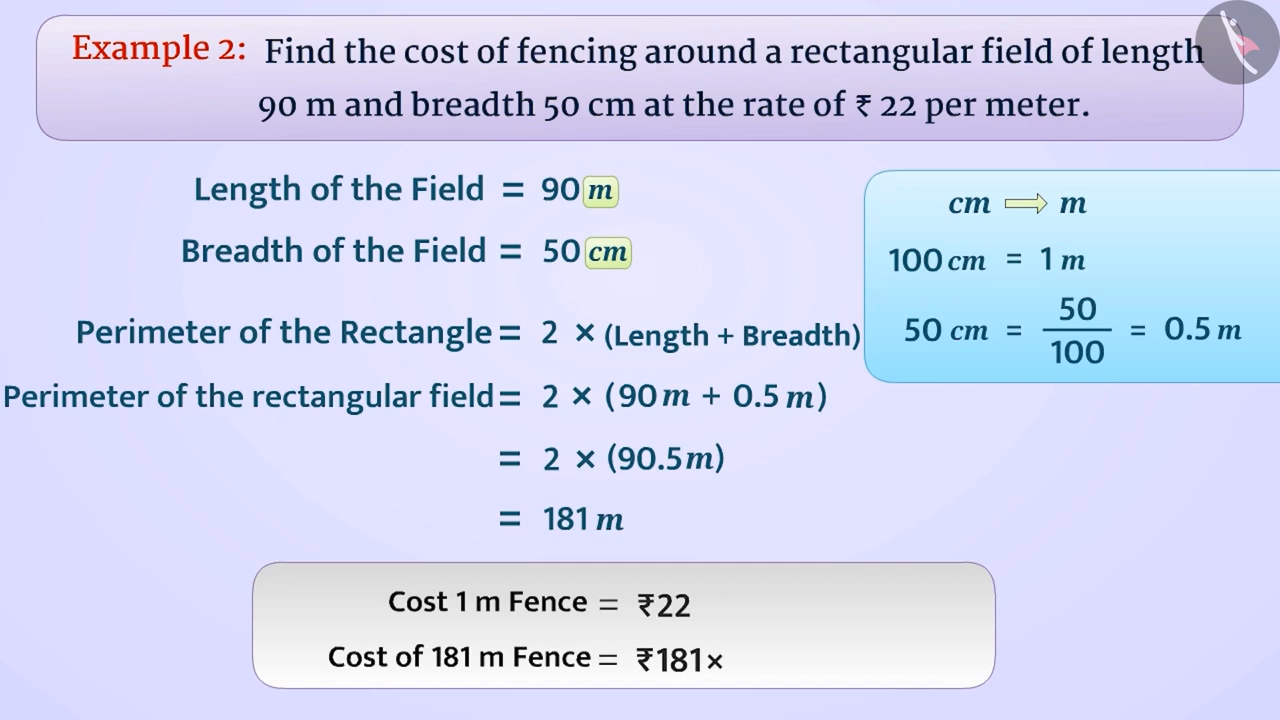 Example 2: Find the cost of fencing around a rectangular field of length
90 m and breadth 50 cm at the rate of ₹ 22 per meter.
Length of the Field = 90 m
Breadth of the Field = 50 cm
cm ⇨ m
100 cm = 1 m
50 cm = 50/100 = 0.5 m
Perimeter of the Rectangle = 2 × (Length + Breadth)
Perimeter of the rectangular field = 2 × (90 m + 0.5 m)
= 2 × (90.5 m)
= 181 m
Cost 1 m Fence = ₹22
Cost of 181 m Fence = ₹181×